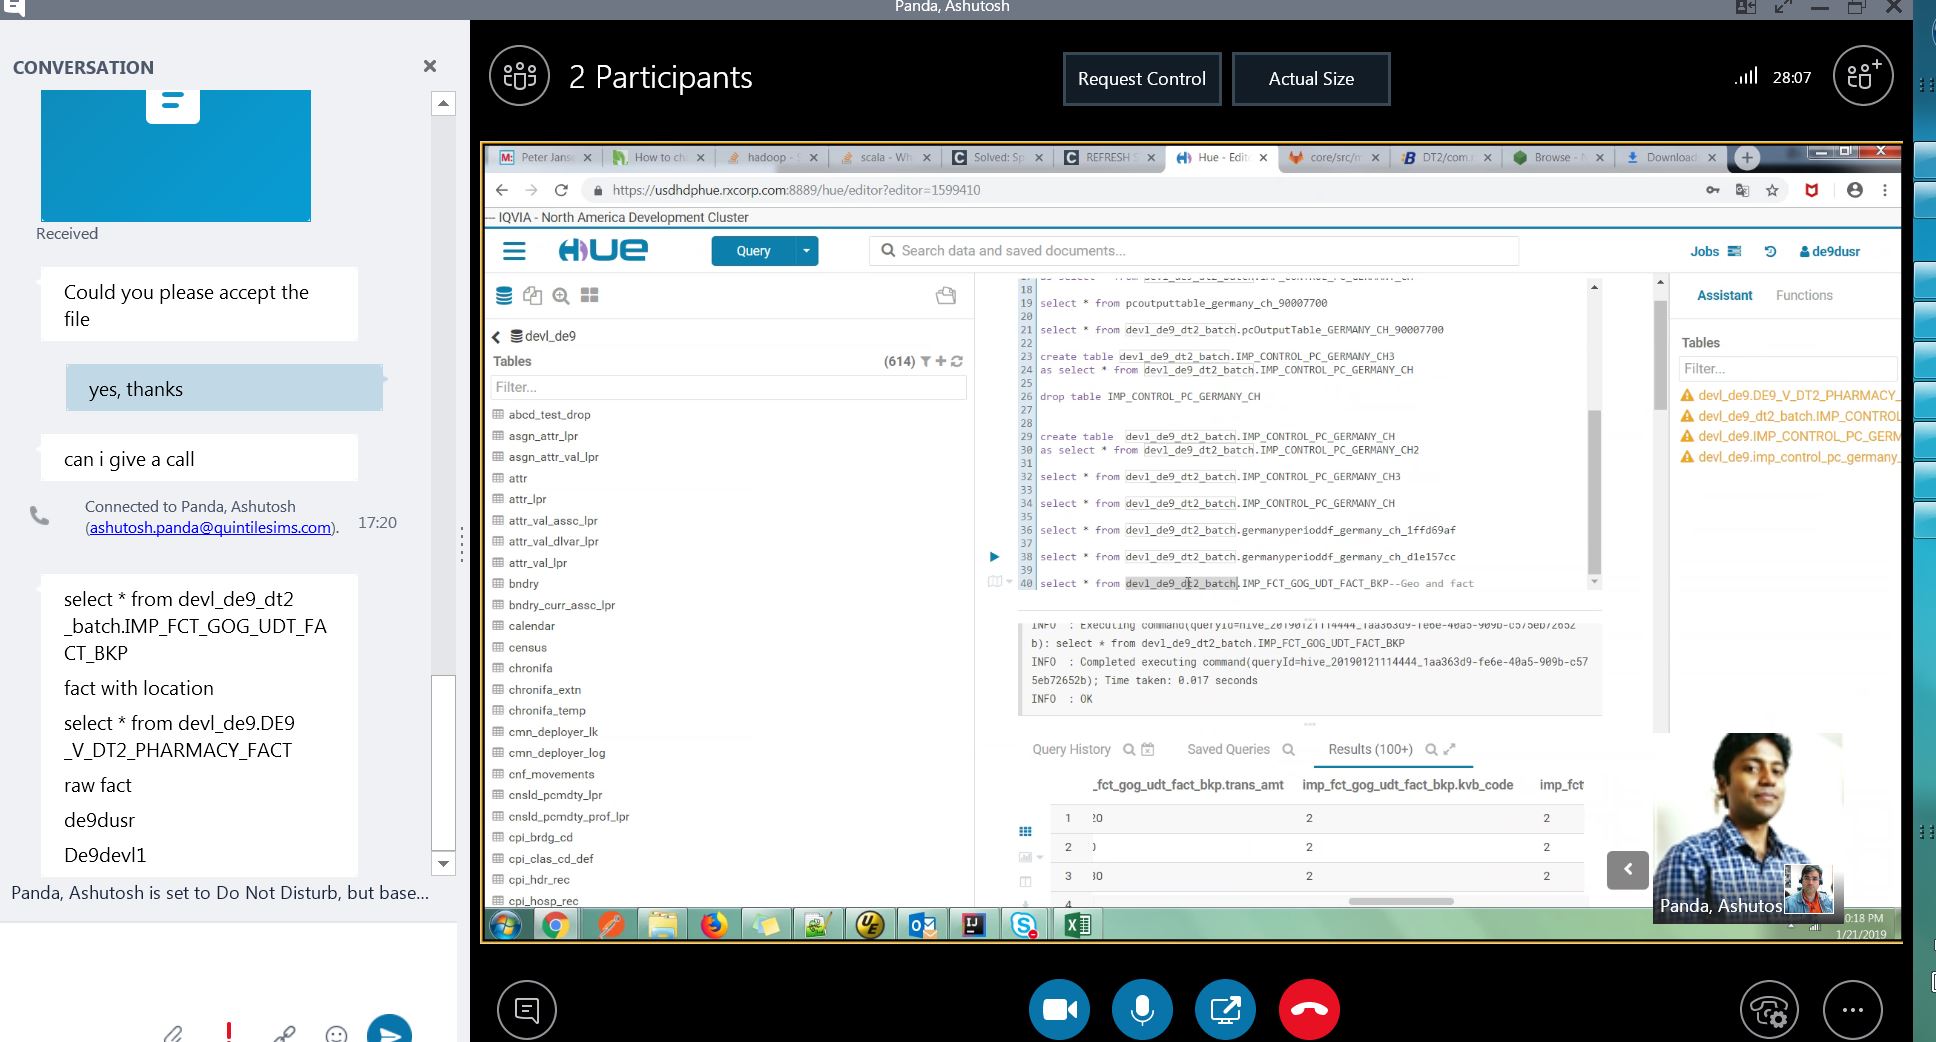 Panda, Ashutosh
CONVERSATION
Received
Could you please accept the
file
yes, thanks
can i give a call
Connected to Panda, Ashutosh
(ashutosh.panda@quintilesims.com).
17:20
select * from devl_de9_dt2
_batch.IMP_FCT_GOG_UDT_FA
CT_BKP
fact with location
select * from devl_de9.DE9
_V_DT2_PHARMACY_FACT
raw fact
de9dusr
De9devl1
Panda, Ashutosh is set to Do Not Disturb, but base...
2 Participants
Request Control
Actual Size
28:07
Peter Jans
How to ch
hadoop - S
scala - Wh
Solved: Sp
REFRESH S
Hue - Edit
core/src/m
DT2/com.
Browse - N
Download
https://usdhdphue.rxcorp.com:8889/hue/editor?editor=1599410
-- IQVIA - North America Development Cluster
HUE
Query
Search data and saved documents...
Jobs
de9dusr
devl_de9
Tables
(614)
Filter...
abcd_test_drop
asgn_attr_lpr
asgn_attr_val_lpr
attr
attr_lpr
attr_val_assc_lpr
attr_val_dlvar_lpr
attr_val_lpr
bndry
bndry_curr_assc_lpr
calendar
census
chronifa
chronifa_extn
chronifa_temp
cmn_deployer_lk
cmn_deployer_log
cnf_movements
cnsld_pcmdty_lpr
cnsld_pcmdty_prof_lpr
cpi_brdg_cd
cpi_clas_cd_def
cpi_hdr_rec
cpi_hosp_rec
18
19 select * from pcoutputtable_germany_ch_90007700
20
21 select * from devl_de9_dt2_batch.pcOutputTable_GERMANY_CH_90007700
22
23 create table devl_de9_dt2_batch.IMP_CONTROL_PC_GERMANY_CH3
24 as select * from devl_de9_dt2_batch.IMP_CONTROL_PC_GERMANY_CH
25
26 drop table IMP_CONTROL_PC_GERMANY_CH
27
28
29 create table devl_de9_dt2_batch.IMP_CONTROL_PC_GERMANY_CH
30 as select * from devl_de9_dt2_batch.IMP_CONTROL_PC_GERMANY_CH2
31
32 select * from devl_de9_dt2_batch.IMP_CONTROL_PC_GERMANY_CH3
33
34 select * from devl_de9_dt2_batch.IMP_CONTROL_PC_GERMANY_CH
35
36 select * from devl_de9_dt2_batch.germanyperioddf_germany_ch_1ffd69af
37
38 select * from devl_de9_dt2_batch.germanyperioddf_germany_ch_d1e157cc
39
40 select * from devl_de9_dt2_batch.IMP_FCT_GOG_UDT_FACT_BKP--Geo and fact
INFO : Executing command(queryId=hive_20190121114444_1aa363d9-fe6e-40a5-909b-c575eb72652
b): select * from devl_de9_dt2_batch.IMP_FCT_GOG_UDT_FACT_BKP
INFO : Completed executing command(queryId=hive_20190121114444_1aa363d9-fe6e-40a5-909b-c57
5eb72652b); Time taken: 0.017 seconds
INFO : OK
Query History
Saved Queries
Results (100+)
_fct_gog_udt_fact_bkp.trans_amt
imp_fct_gog_udt_fact_bkp.kvb_code
imp_fct
1 20 2 2
2 2 2
3 30 2 2
4
Assistant
Functions
Tables
Filter...
devl_de9.DE9_V_DT2_PHARMACY_
devl_de9_dt2_batch.IMP_CONTROL
devl_de9.IMP_CONTROL_PC_GERM
devl_de9.imp_control_pc_germany_
Panda, Ashutos
0:18 PM
1/21/2019